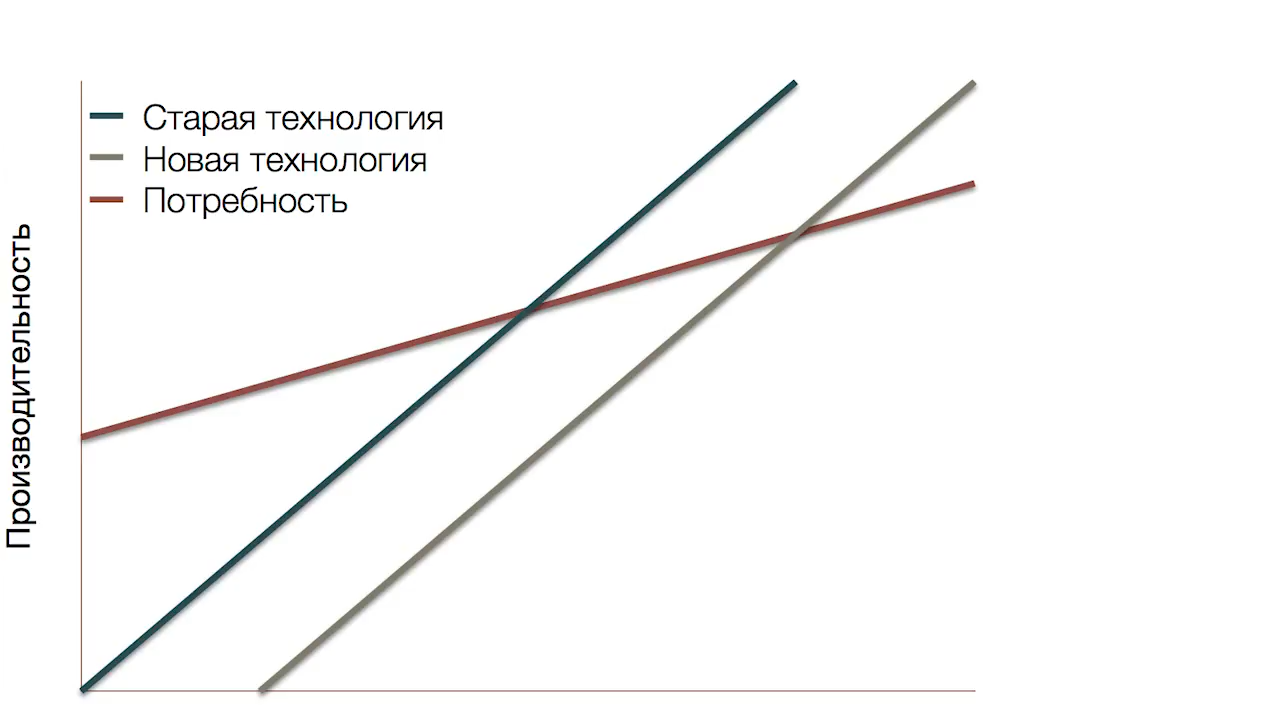 Старая технология
Новая технология
Потребность
Производительность